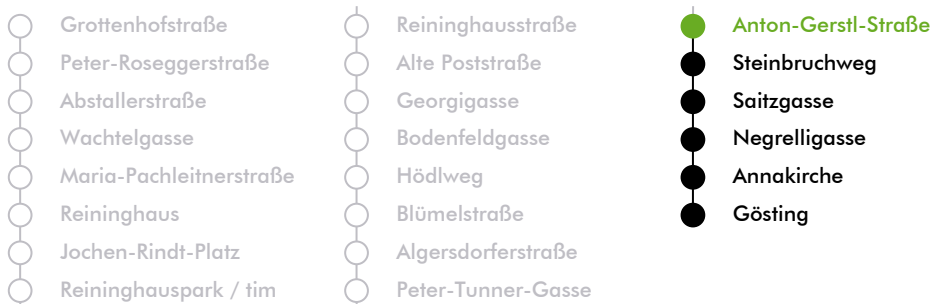 Grottenhofstraße
Peter-Roseggerstraße
Abstallerstraße
Wachtelgasse
Maria-Pachleitnerstraße
Reininghaus
Jochen-Rindt-Platz
Reininghauspark / tim
Reininghausstraße
Alte Poststraße
Georgigasse
Bodenfeldgasse
Hödlweg
Blümelstraße
Algersdorferstraße
Peter-Tunner-Gasse
Anton-Gerstl-Straße
Steinbruchweg
Saitzgasse
Negrelligasse
Annakirche
Gösting